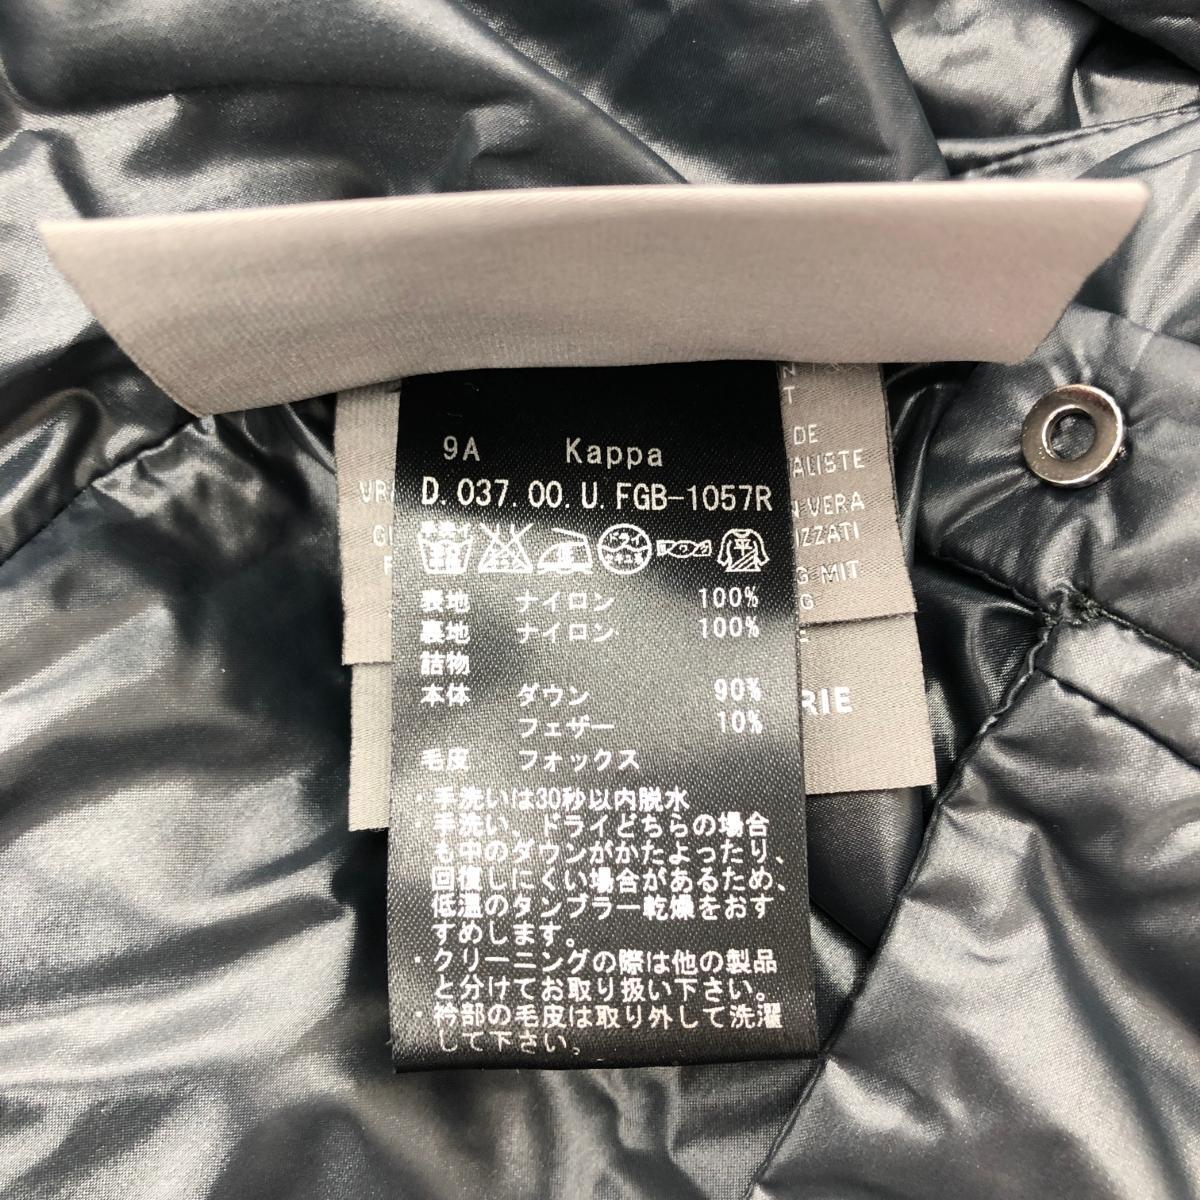 9A Kappa
D.037.00.U.FGB-1057R
ドライ
平
表地 ナイロン 100%
裏地 ナイロン 100%
詰物
本体 ダウン 90%
フェザー 10%
毛皮 フォックス
・手洗いは30秒以内脱水
・手洗い、ドライどちらの場合
も中のダウンがかたよったり、
回復しにくい場合があるため、
低温のタンブラー乾燥をおす
すめします。
・クリーニングの際は他の製品
と分けてお取り扱い下さい。
・衿部の毛皮は取り外して洗濯
して下さい。
DE
ALISTE
VERA
IZZATI
G MIT
G
RIE